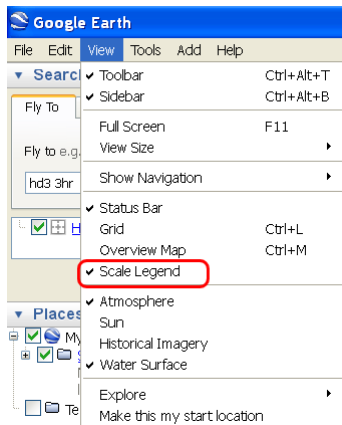 Google Earth
File Edit View Tools Add Help
Search
Fly To
Fly to e.g.
hd3 3hr
H
Places
My
Te
Toolbar Ctrl+Alt+T
Sidebar Ctrl+Alt+B
Full Screen F11
View Size
Show Navigation
Status Bar
Grid Ctrl+L
Overview Map Ctrl+M
Scale Legend
Atmosphere
Sun
Historical Imagery
Water Surface
Explore
Make this my start location